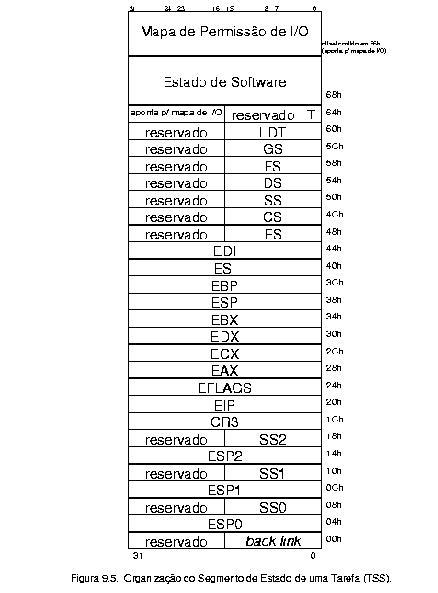 31 24 23 16 15 8 7 0
Mapa de Permissão de I/O
(aponta p/ mapa de I/O)
Estado de Software
68h
aponta p/ mapa de I/O reservado T 64h
reservado LDT 60h
reservado GS 5Ch
reservado FS 58h
reservado DS 54h
reservado SS 50h
reservado CS 4Ch
reservado ES 48h
EDI 44h
ES 40h
EBP 3Ch
ESP 38h
EBX 34h
EDX 30h
ECX 2Ch
EAX 28h
EFLAGS 24h
EIP 20h
CR3 1Ch
reservado SS2 18h
ESP2 14h
reservado SS1 10h
ESP1 0Ch
reservado SS0 08h
ESP0 04h
reservado back link 00h
31 0
Figura 9.5. Organização do Segmento de Estado de uma Tarefa (TSS).